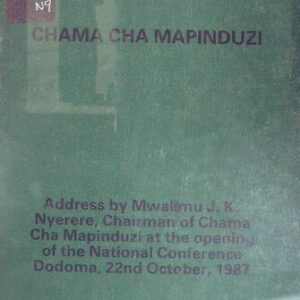 N9
CHAMA CHA MAPINDUZI
Address by Mwalimu J. K.
Nyerere, Chairman of Chama
Cha Mapinduzi at the opening
of the National Conference
Dodoma, 22nd October, 1987